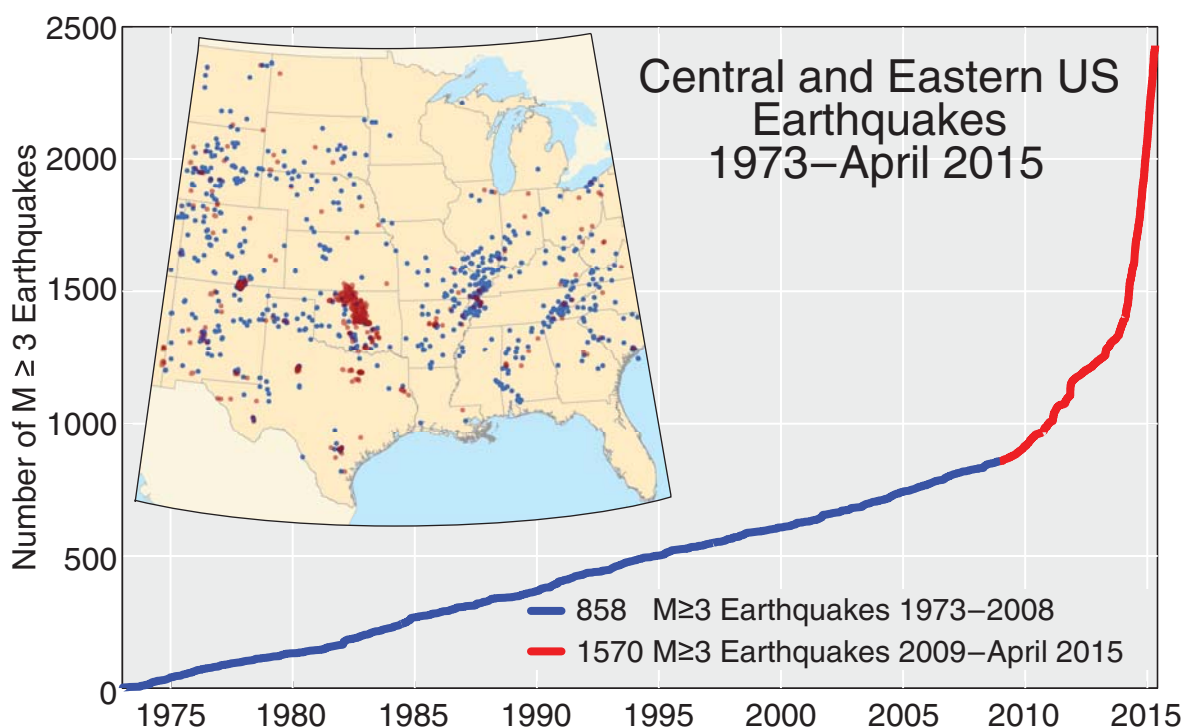 Central and Eastern US
Earthquakes
1973–April 2015
Number of M ≥ 3 Earthquakes
2500
2000
1500
1000
500
0
858 M≥3 Earthquakes 1973–2008
1570 M≥3 Earthquakes 2009–April 2015
1975 1980 1985 1990 1995 2000 2005 2010 2015